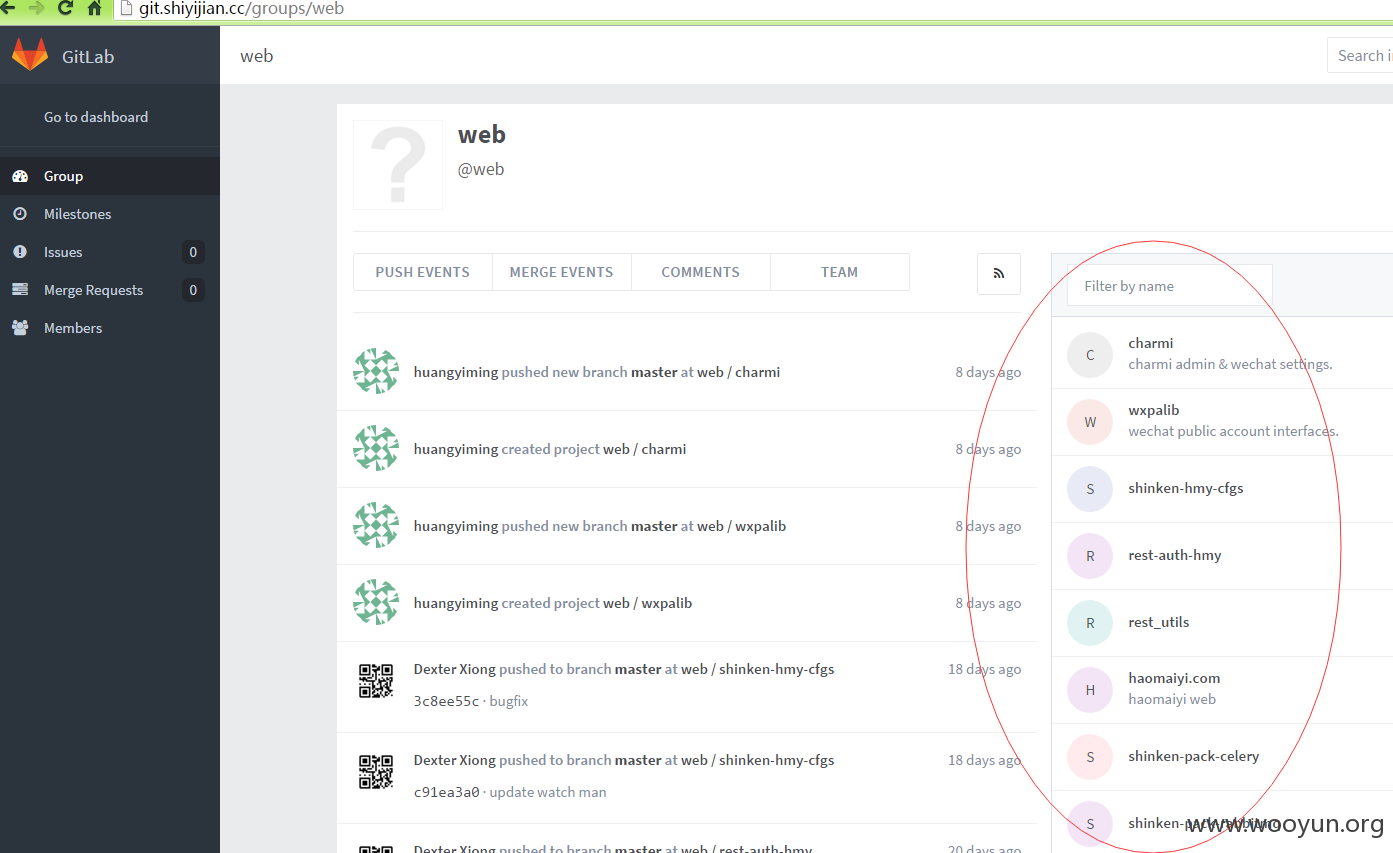 git.shiyijian.cc/groups/web
GitLab
web
Search in
Go to dashboard
Group
Milestones
Issues 0
Merge Requests 0
Members
web
@web
PUSH EVENTS MERGE EVENTS COMMENTS TEAM
huangyiming pushed new branch master at web / charmi 8 days ago
huangyiming created project web / charmi 8 days ago
huangyiming pushed new branch master at web / wxpalib 8 days ago
huangyiming created project web / wxpalib 8 days ago
Dexter Xiong pushed to branch master at web / shinken-hmy-cfgs 18 days ago
3c8ee55c · bugfix
Dexter Xiong pushed to branch master at web / shinken-hmy-cfgs 18 days ago
c91ea3a0 · update watch man
Dexter Xiong pushed to branch master at web / rest-auth-hmy 20 days ago
Filter by name
C charmi
charmi admin & wechat settings.
W wxpalib
wechat public account interfaces.
S shinken-hmy-cfgs
R rest-auth-hmy
R rest_utils
H haomaiyi.com
haomaiyi web
S shinken-pack-celery
S shinken-pack-rabbitmq
www.wooyun.org